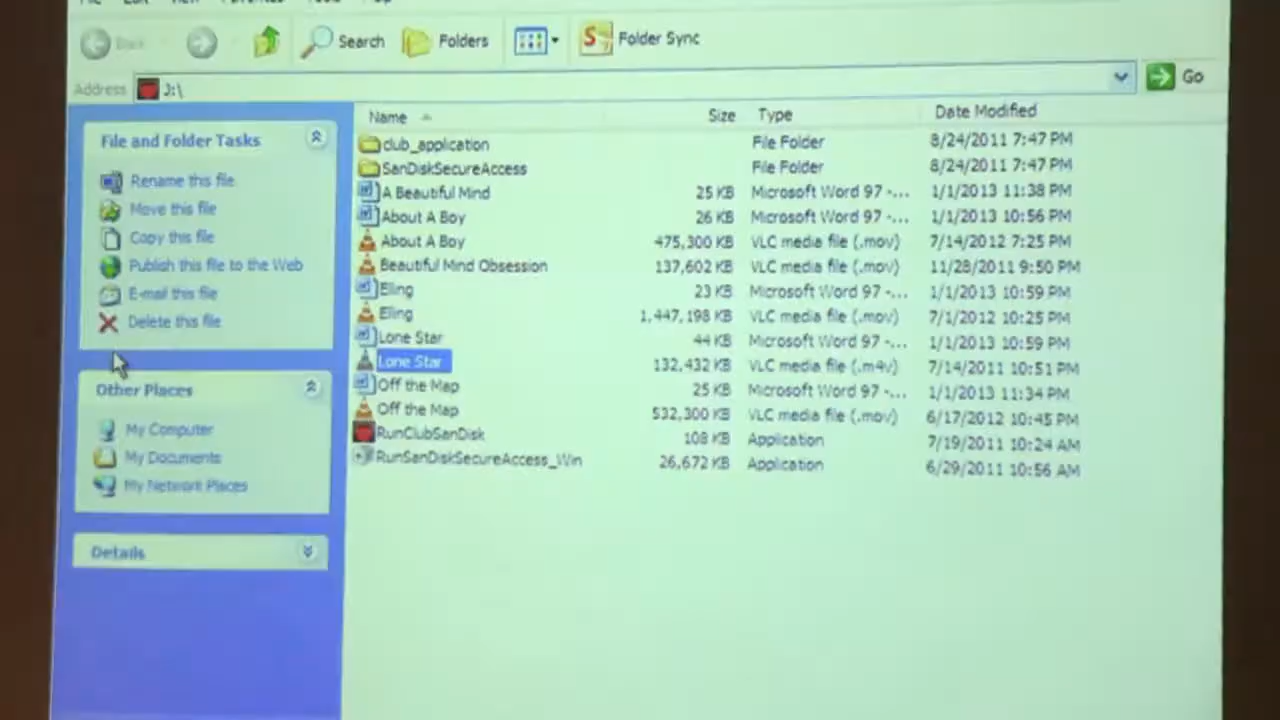 Search Folders Folder Sync
Address J:\ Go
Name Size Type Date Modified
File and Folder Tasks
Rename this file
Move this file
Copy this file
Publish this file to the Web
E-mail this file
Delete this file
Other Places
My Computer
My Documents
My Network Places
Details
club_application File Folder 8/24/2011 7:47 PM
SanDiskSecureAccess File Folder 8/24/2011 7:47 PM
A Beautiful Mind 25 KB Microsoft Word 97 -... 1/1/2013 11:38 PM
About A Boy 26 KB Microsoft Word 97 -... 1/1/2013 10:56 PM
About A Boy 475,300 KB VLC media file (.mov) 7/14/2012 7:25 PM
Beautiful Mind Obsession 137,602 KB VLC media file (.mov) 11/28/2011 9:50 PM
Eling 23 KB Microsoft Word 97 -... 1/1/2013 10:59 PM
Eling 1,447,198 KB VLC media file (.mov) 7/1/2012 10:25 PM
Lone Star 44 KB Microsoft Word 97 -... 1/1/2013 10:59 PM
Lone Star 132,432 KB VLC media file (.m4v) 7/14/2011 10:51 PM
Off the Map 25 KB Microsoft Word 97 -... 1/1/2013 11:34 PM
Off the Map 532,300 KB VLC media file (.mov) 6/17/2012 10:45 PM
RunClubSanDisk 108 KB Application 7/19/2011 10:24 AM
RunSanDiskSecureAccess_Win 26,672 KB Application 6/29/2011 10:56 AM